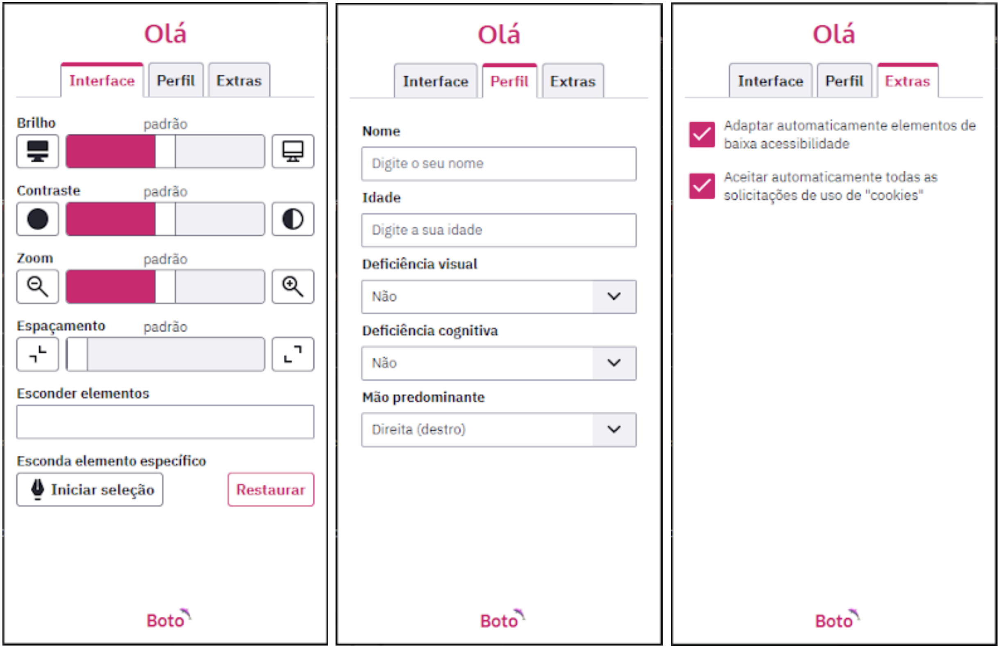 Olá
Interface Perfil Extras
Brilho padrão
Contraste padrão
Zoom padrão
Espaçamento padrão
Esconder elementos
Esconda elemento específico
Iniciar seleção Restaurar
Boto
Olá
Interface Perfil Extras
Nome
Digite o seu nome
Idade
Digite a sua idade
Deficiência visual
Não
Deficiência cognitiva
Não
Mão predominante
Direita (destro)
Boto
Olá
Interface Perfil Extras
Adaptar automaticamente elementos de
baixa acessibilidade
Aceitar automaticamente todas as
solicitações de uso de "cookies"
Boto